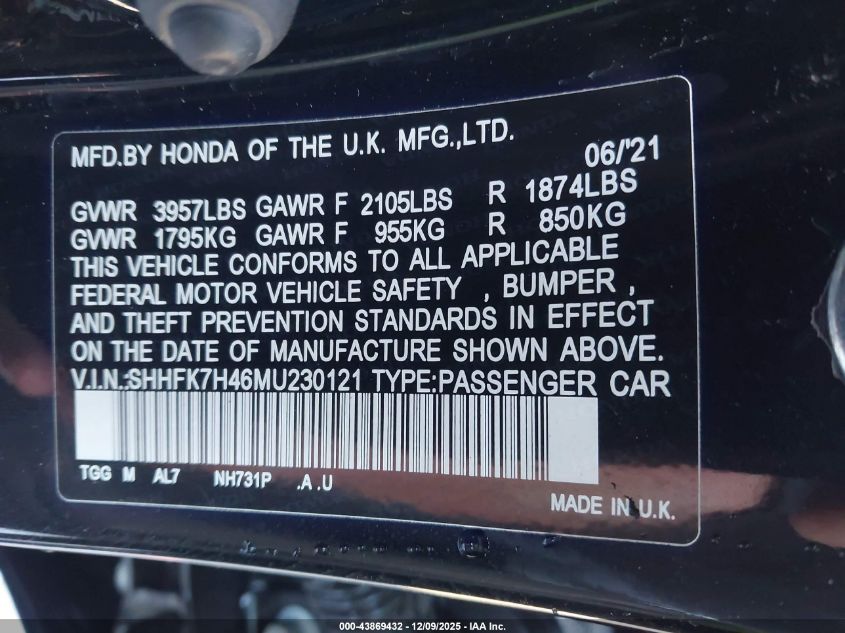 MFD.BY HONDA OF THE U.K. MFG.,LTD. 06/'21
GVWR 3957LBS GAWR F 2105LBS R 1874LBS
GVWR 1795KG GAWR F 955KG R 850KG
THIS VEHICLE CONFORMS TO ALL APPLICABLE
FEDERAL MOTOR VEHICLE SAFETY , BUMPER ,
AND THEFT PREVENTION STANDARDS IN EFFECT
ON THE DATE OF MANUFACTURE SHOWN ABOVE.
V.I.N.:SHHFK7H46MU230121 TYPE:PASSENGER CAR
TGG M AL7 NH731P .A .U
MADE IN U.K.
000-43869432 - 12/09/2025 - IAA Inc.